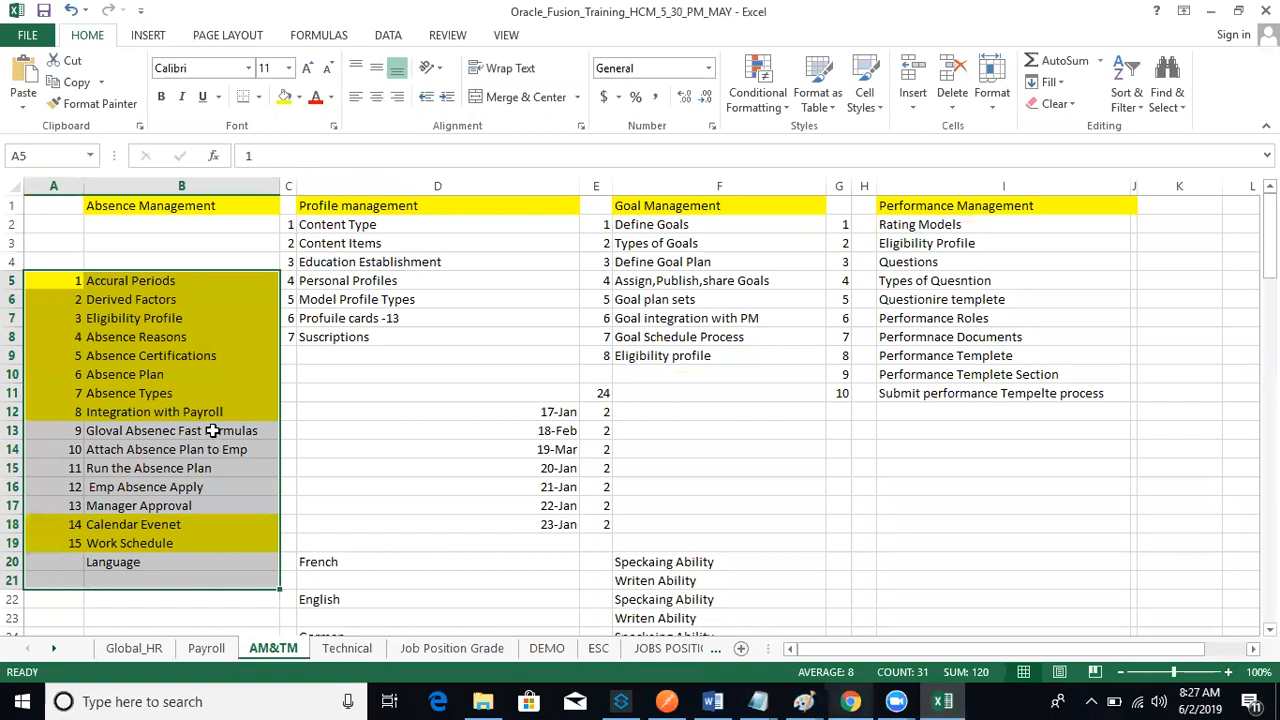 Oracle_Fusion_Training_HCM_5_30_PM_MAY - Excel
FILE HOME INSERT PAGE LAYOUT FORMULAS DATA REVIEW VIEW Sign in
Paste Cut Copy Format Painter
Calibri 11 B I U A
Wrap Text Merge & Center
General $ %
Conditional Formatting Format as Table Cell Styles
Insert Delete Format
AutoSum Fill Clear Sort & Filter Find & Select
Clipboard Font Alignment Number Styles Cells Editing
A5 fx 1
A B C D E F G H I J K L
1 Absence Management Profile management Goal Management Performance Management
2 1 Content Type 1 Define Goals 1 Rating Models
3 2 Content Items 2 Types of Goals 2 Eligibility Profile
4 3 Education Establishment 3 Define Goal Plan 3 Questions
5 1 Accural Periods 4 Personal Profiles 4 Assign,Publish,share Goals 4 Types of Quesntion
6 2 Derived Factors 5 Model Profile Types 5 Goal plan sets 5 Questionire templete
7 3 Eligibility Profile 6 Profuile cards -13 6 Goal integration with PM 6 Performance Roles
8 4 Absence Reasons 7 Suscriptions 7 Goal Schedule Process 7 Performnce Documents
9 5 Absence Certifications 8 Eligibility profile 8 Performance Templete
10 6 Absence Plan 9 Performance Templete Section
11 7 Absence Types 24 10 Submit performance Tempelte process
12 8 Integration with Payroll 17-Jan 2
13 9 Gloval Absenec Fast Formulas 18-Feb 2
14 10 Attach Absence Plan to Emp 19-Mar 2
15 11 Run the Absence Plan 20-Jan 2
16 12 Emp Absence Apply 21-Jan 2
17 13 Manager Approval 22-Jan 2
18 14 Calendar Evenet 23-Jan 2
19 15 Work Schedule
20 Language French Speckaing Ability
21 Writen Ability
22 English Speckaing Ability
23 Writen Ability
Global_HR Payroll AM&TM Technical Job Position Grade DEMO ESC JOBS POSITIC ...
READY AVERAGE: 8 COUNT: 31 SUM: 120 100%
Type here to search
8:27 AM
6/2/2019